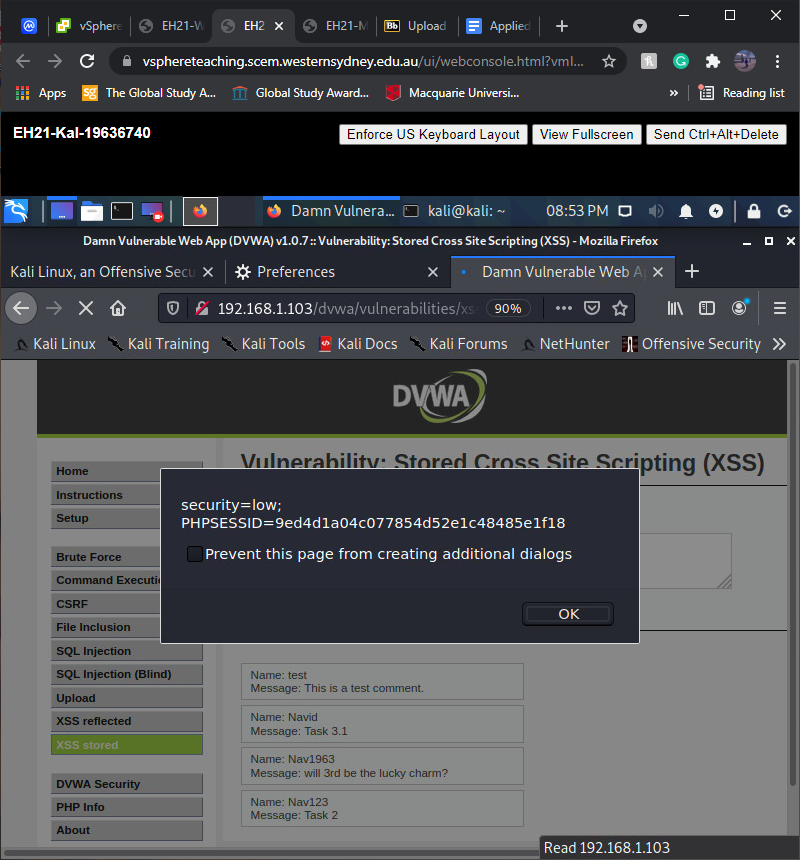 vSphere
EH21-W
EH2
EH21-M
Upload
Applied
vsphereteaching.scem.westernsydney.edu.au/ui/webconsole.html?vml...
Apps
The Global Study A...
Global Study Award...
Macquarie Universi...
»
Reading list
EH21-Kal-19636740
Enforce US Keyboard Layout
View Fullscreen
Send Ctrl+Alt+Delete
Damn Vulnera...
kali@kali: ~
08:53 PM
Damn Vulnerable Web App (DVWA) v1.0.7 :: Vulnerability: Stored Cross Site Scripting (XSS) - Mozilla Firefox
Kali Linux, an Offensive Secu
Preferences
Damn Vulnerable Web Ap
192.168.1.103/dvwa/vulnerabilities/xs
90%
Kali Linux
Kali Training
Kali Tools
Kali Docs
Kali Forums
NetHunter
Offensive Security
DVWA
Vulnerability: Stored Cross Site Scripting (XSS)
Home
Instructions
Setup
Brute Force
Command Executi
CSRF
File Inclusion
SQL Injection
SQL Injection (Blind)
Upload
XSS reflected
XSS stored
DVWA Security
PHP Info
About
security=low;
PHPSESSID=9ed4d1a04c077854d52e1c48485e1f18
Prevent this page from creating additional dialogs
OK
Name: test
Message: This is a test comment.
Name: Navid
Message: Task 3.1
Name: Nav1963
Message: will 3rd be the lucky charm?
Name: Nav123
Message: Task 2
Read 192.168.1.103